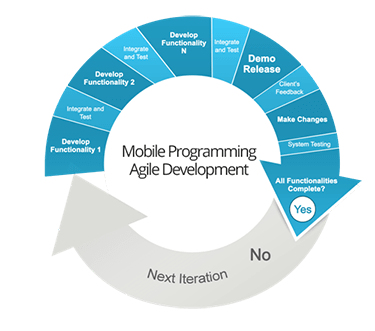 Develop
Functionality 1
Integrate
and Test
Develop
Functionality 2
Integrate
and Test
Develop
Functionality
N
Integrate
and Test
Demo
Release
Client's
Feedback
Make Changes
System Testing
All Functionalities
Complete?
Yes
No
Next Iteration
Mobile Programming
Agile Development